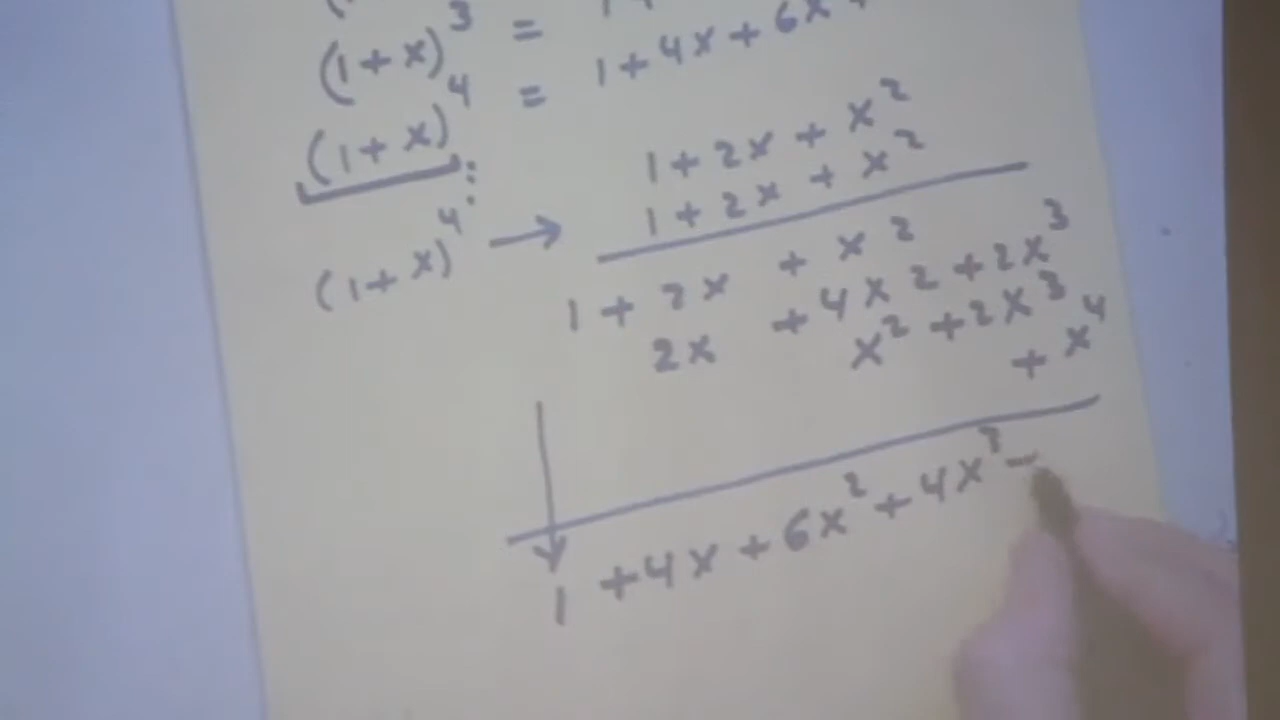 (1+x)³ =
(1+x)⁴ = 1+4x+6x
(1+x)⁴:
(1+x)⁴ → 1+2x+x²
1+2x+x²
1+2x+x²
2x+4x²+2x³
x²+2x³
+x⁴
1+4x+6x²+4x³−